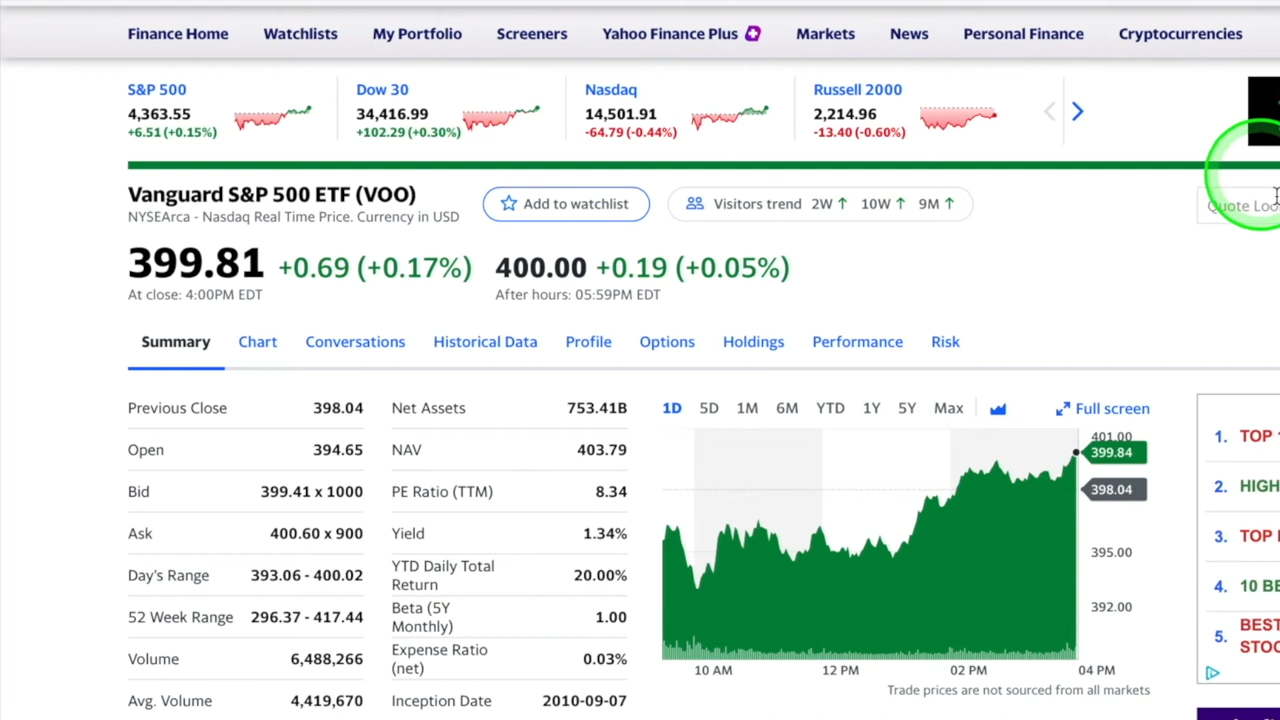 Finance Home Watchlists My Portfolio Screeners Yahoo Finance Plus Markets News Personal Finance Cryptocurrencies
S&P 500
4,363.55
+6.51 (+0.15%)
Dow 30
34,416.99
+102.29 (+0.30%)
Nasdaq
14,501.91
-64.79 (-0.44%)
Russell 2000
2,214.96
-13.40 (-0.60%)
Vanguard S&P 500 ETF (VOO)
NYSEArca - Nasdaq Real Time Price. Currency in USD
Add to watchlist
Visitors trend 2W ↑ 10W ↑ 9M ↑
Quote Loo
399.81 +0.69 (+0.17%)
At close: 4:00PM EDT
400.00 +0.19 (+0.05%)
After hours: 05:59PM EDT
Summary Chart Conversations Historical Data Profile Options Holdings Performance Risk
Previous Close 398.04
Open 394.65
Bid 399.41 x 1000
Ask 400.60 x 900
Day's Range 393.06 - 400.02
52 Week Range 296.37 - 417.44
Volume 6,488,266
Avg. Volume 4,419,670
Net Assets 753.41B
NAV 403.79
PE Ratio (TTM) 8.34
Yield 1.34%
YTD Daily Total
Return 20.00%
Beta (5Y
Monthly) 1.00
Expense Ratio
(net) 0.03%
Inception Date 2010-09-07
1D 5D 1M 6M YTD 1Y 5Y Max Full screen
401.00
399.84
398.04
395.00
392.00
10 AM 12 PM 02 PM 04 PM
Trade prices are not sourced from all markets
1. TOP
2. HIGH
3. TOP
4. 10 BE
5. BEST
STOC